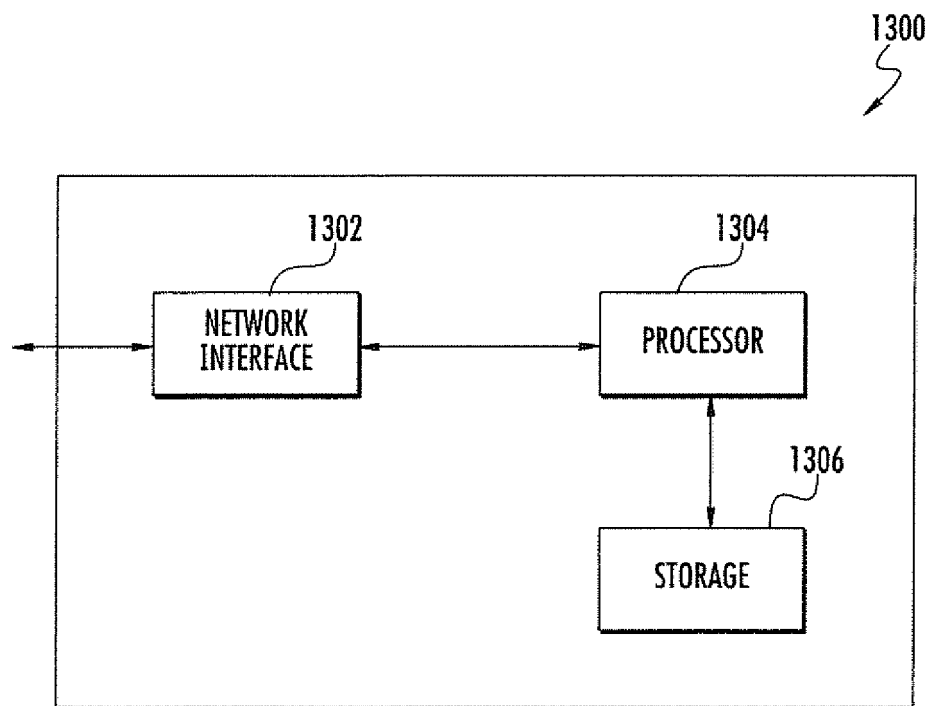 1300
1302
1304
NETWORK
INTERFACE
PROCESSOR
1306
STORAGE